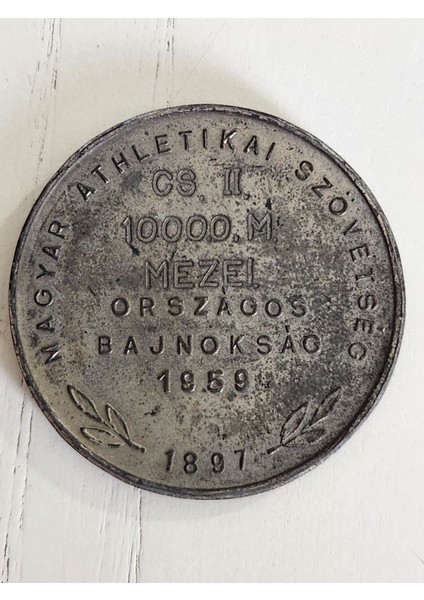 MAGYAR ATHLETIKAI SZÖVETSÉG
CS. II.
10000. M.
MEZEI.
ORSZÁGOS
BAJNOKSÁG
1959
1897